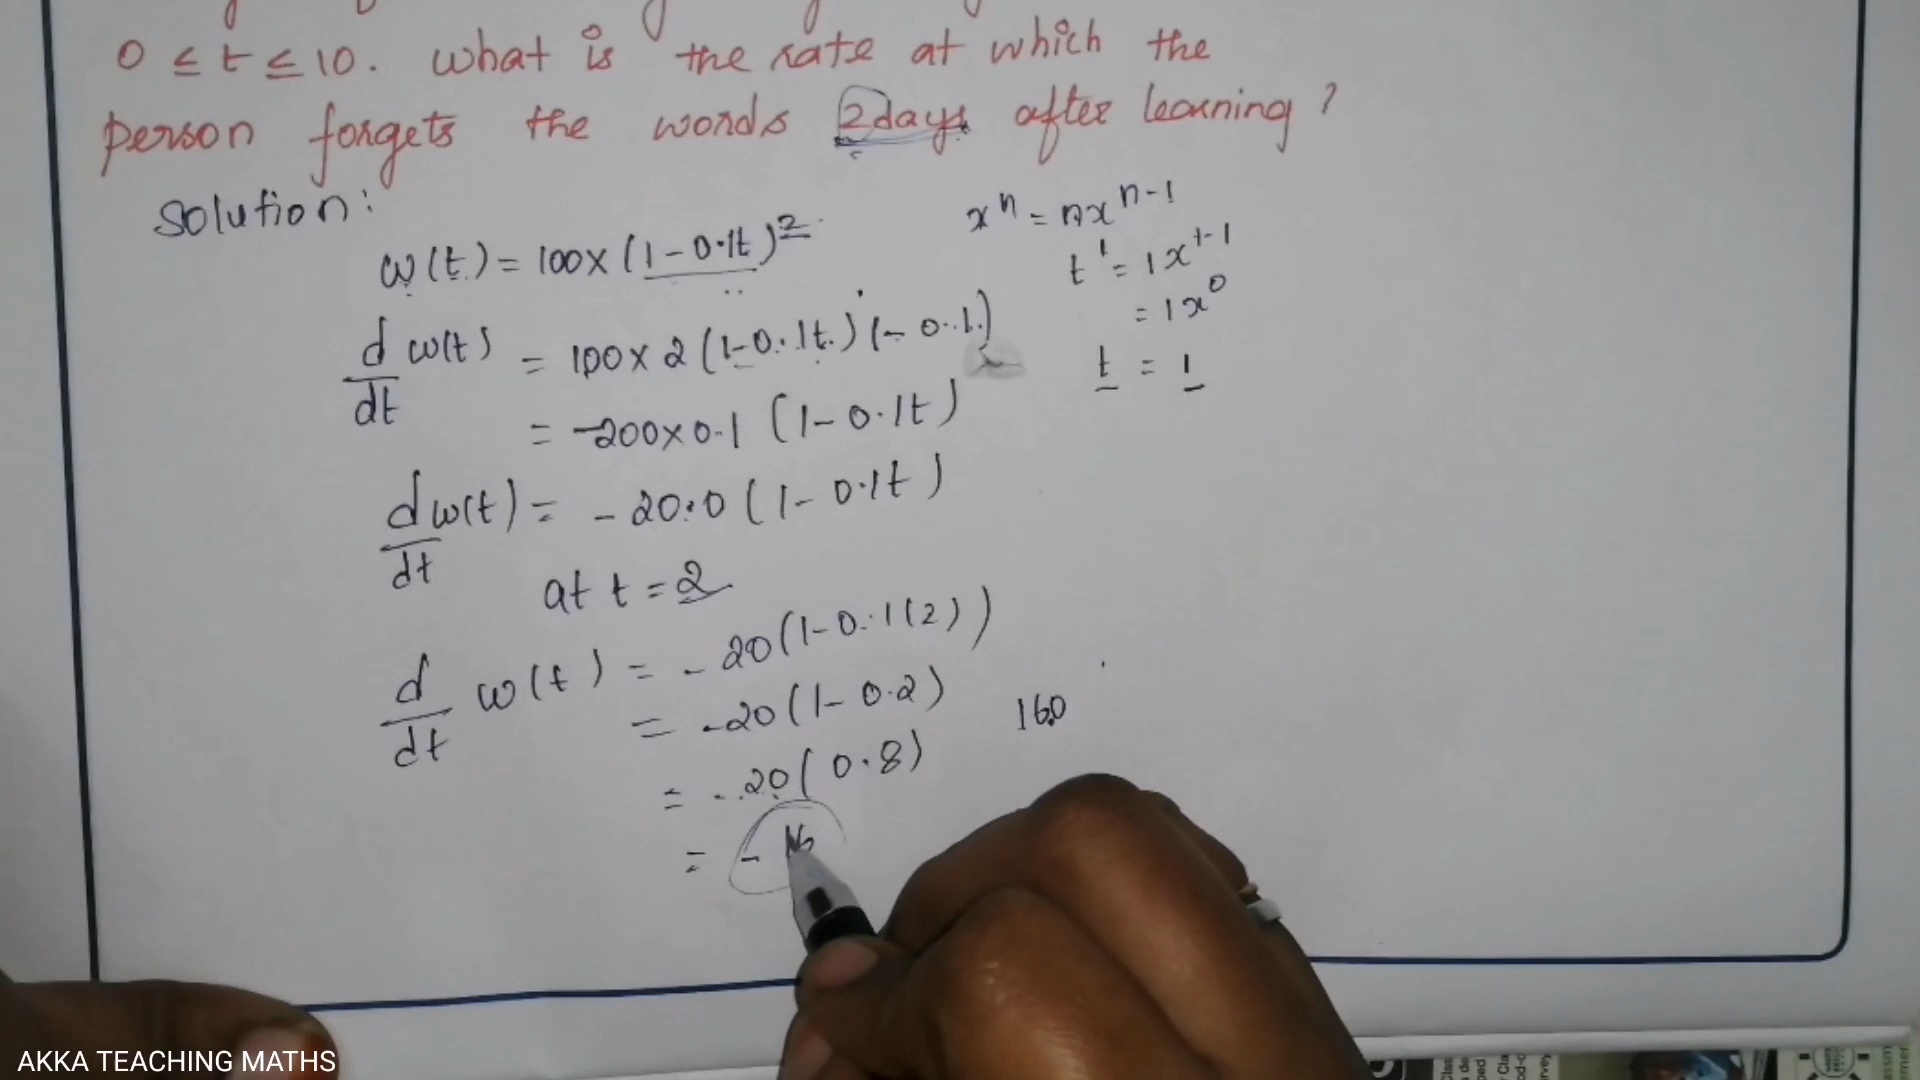 0 ≤ t ≤ 10. what is the rate at which the
person forgets the words 2days after learning?
Solution:
w(t) = 100x (1-0.1t)²
d/dt w(t) = 100x 2 (1-0.1t) (-0.1)
= -200x0.1 (1-0.1t)
d/dt w(t) = -20.0 (1-0.1t)
at t = 2
d/dt w(t) = -20(1-0.1(2))
= -20(1-0.2)
= -20(0.8)
= - 16
xⁿ = nxⁿ⁻¹
t¹ = 1x¹⁻¹
= 1x⁰
t = 1
160
AKKA TEACHING MATHS